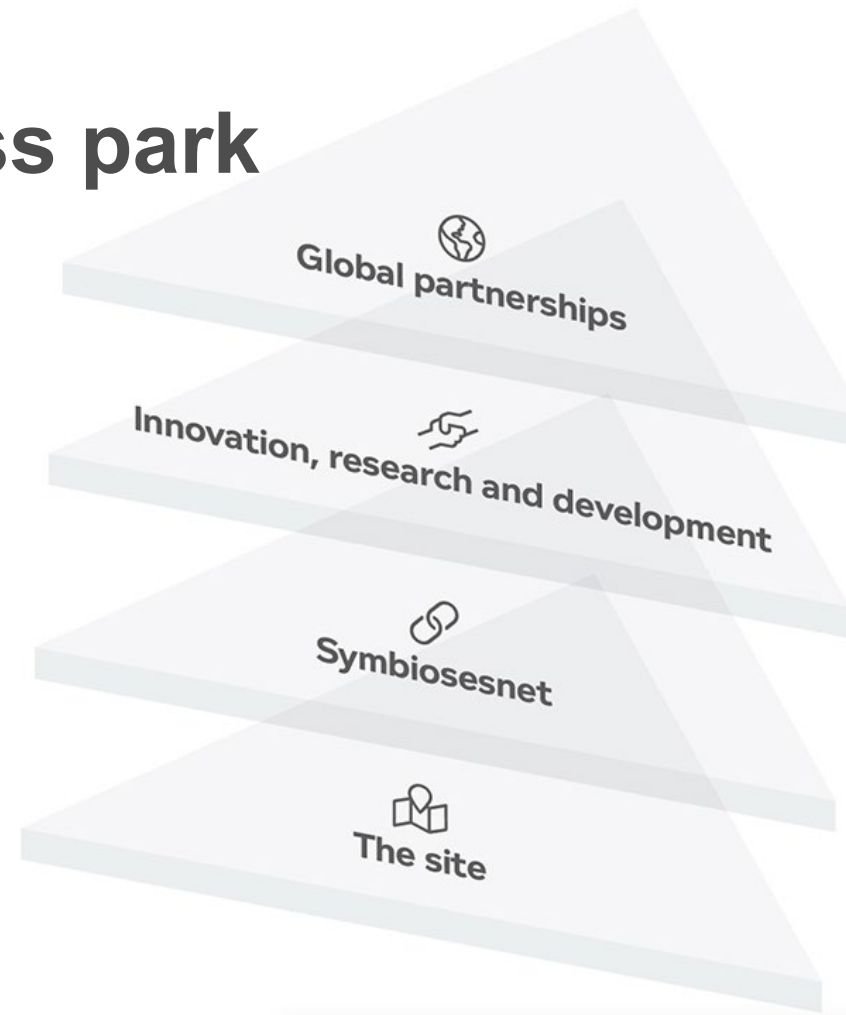 ss park
Global partnerships
Innovation, research and development
Symbiosesnet
The site